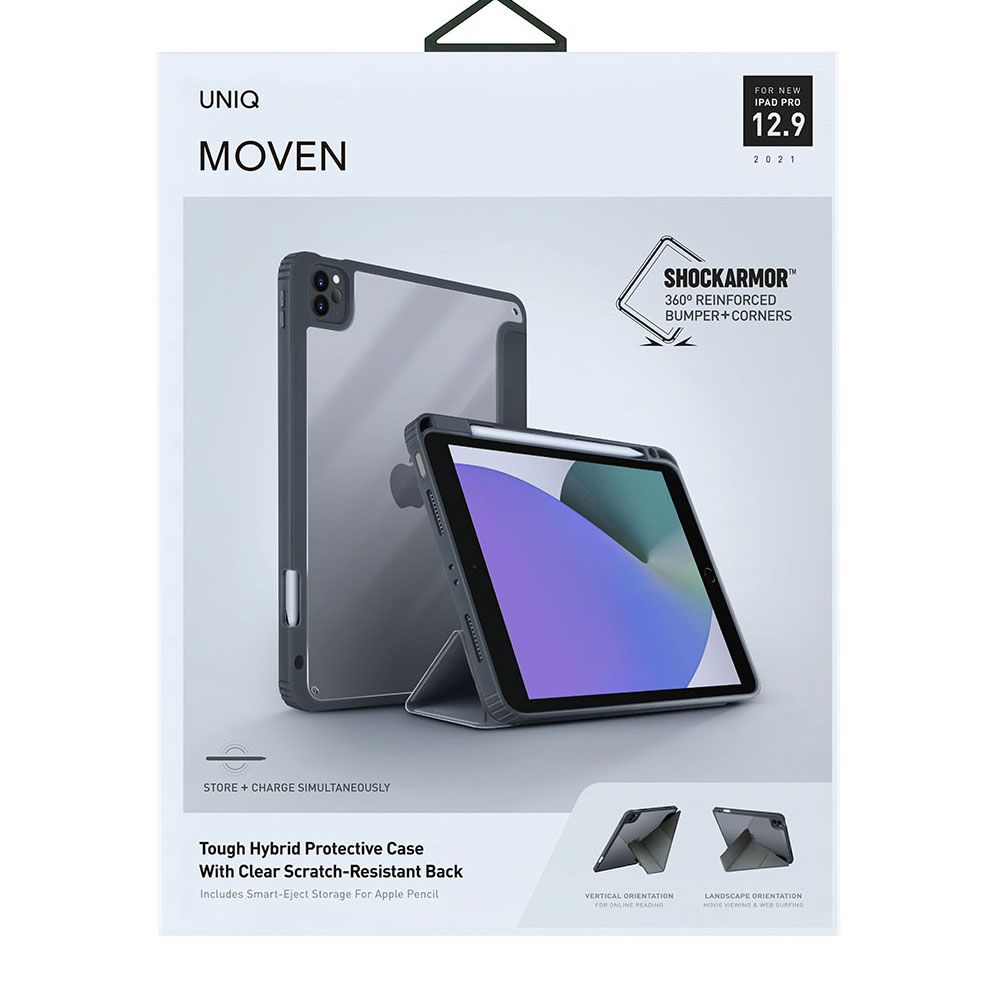 UNIQ
MOVEN
FOR NEW
IPAD PRO
12.9
2021
SHOCKARMOR™
360° REINFORCED
BUMPER+CORNERS
STORE + CHARGE SIMULTANEOUSLY
Tough Hybrid Protective Case
With Clear Scratch-Resistant Back
Includes Smart-Eject Storage For Apple Pencil
VERTICAL ORIENTATION
FOR ONLINE READING
LANDSCAPE ORIENTATION
MOVIE VIEWING & WEB SURFING